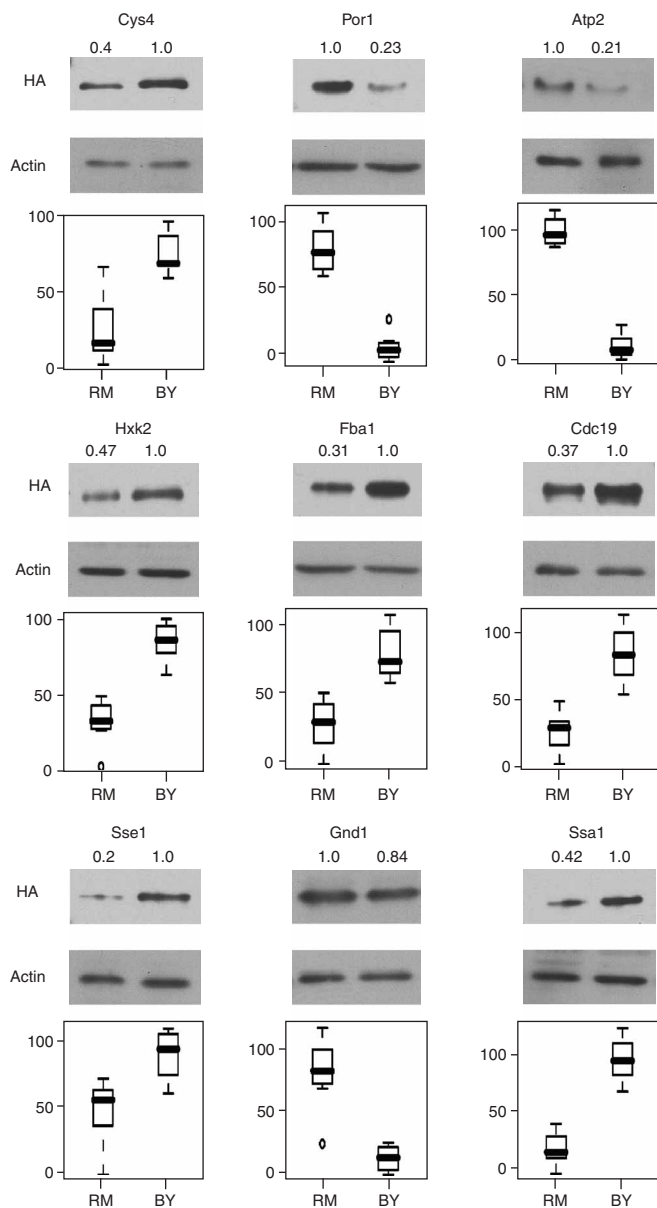 Cys4 Por1 Atp2
0.4 1.0 1.0 0.23 1.0 0.21
HA
Actin
100 100 100
50 50 50
0 0 0
RM BY RM BY RM BY
Hxk2 Fba1 Cdc19
0.47 1.0 0.31 1.0 0.37 1.0
HA
Actin
100 100 100
50 50 50
0 0 0
RM BY RM BY RM BY
Sse1 Gnd1 Ssa1
0.2 1.0 1.0 0.84 0.42 1.0
HA
Actin
100 100 100
50 50 50
0 0 0
RM BY RM BY RM BY